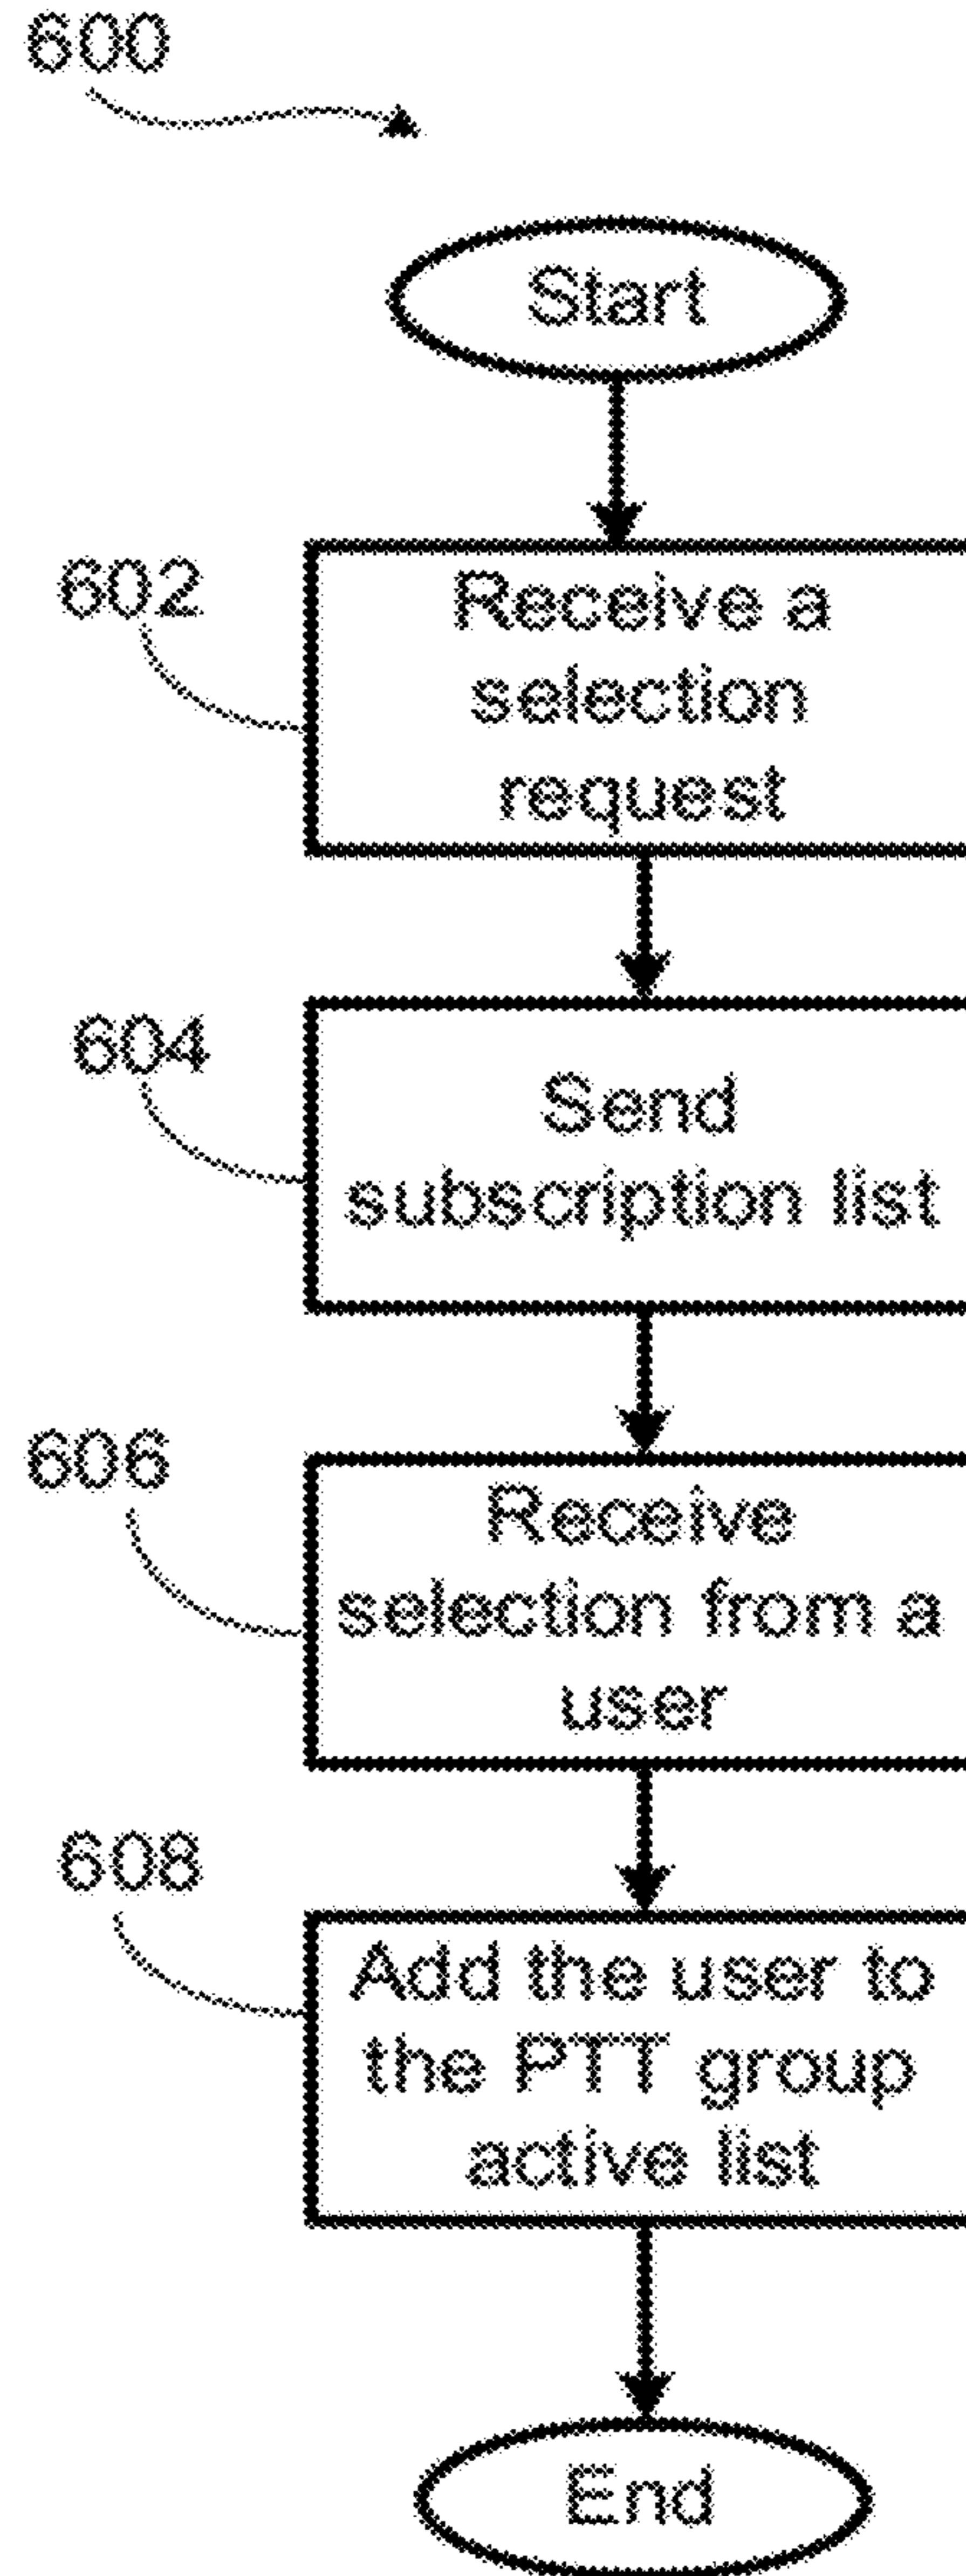 600
Start
602
Receive a
selection
request
604
Send
subscription list
606
Receive
selection from a
user
608
Add the user to
the PTT group
active list
End